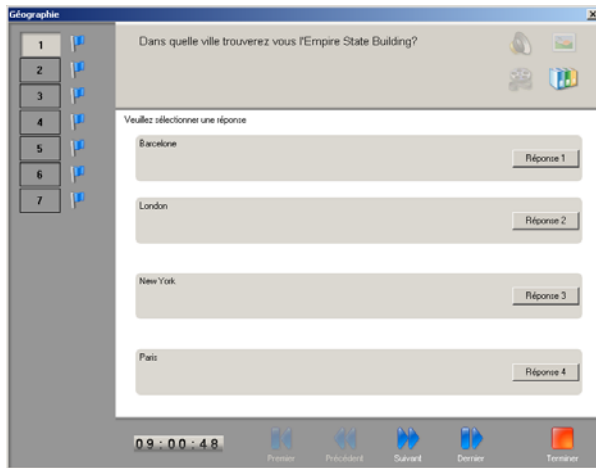 Géographie
1
2
3
4
5
6
7
Dans quelle ville trouverez vous l'Empire State Building?
Veuillez sélectionner une réponse
Barcelone
Réponse 1
London
Réponse 2
New York
Réponse 3
Paris
Réponse 4
09:00:48
Premier
Précédent
Suivant
Dernier
Terminer